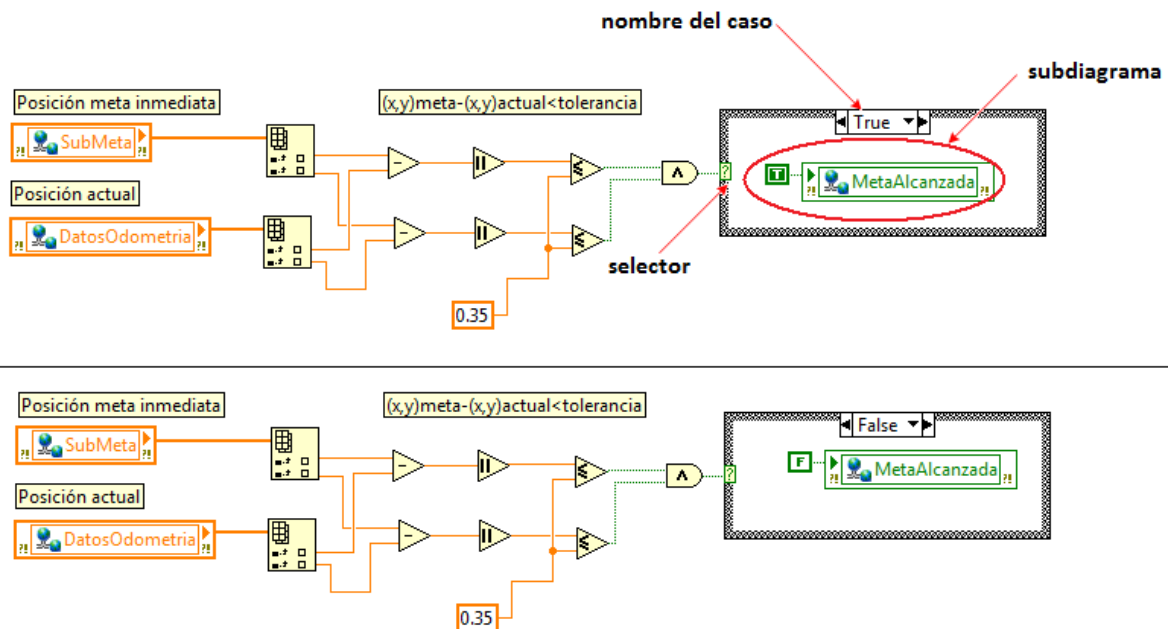 nombre del caso
subdiagrama
Posición meta inmediata
(x,y)meta-(x,y)actual<tolerancia
True
?! SubMeta ?!
T
?! MetaAlcanzada ?!
?
Posición actual
?! DatosOdometria ?!
selector
0.35
Posición meta inmediata
(x,y)meta-(x,y)actual<tolerancia
False
?! SubMeta ?!
F
?! MetaAlcanzada ?!
?
Posición actual
?! DatosOdometria ?!
0.35